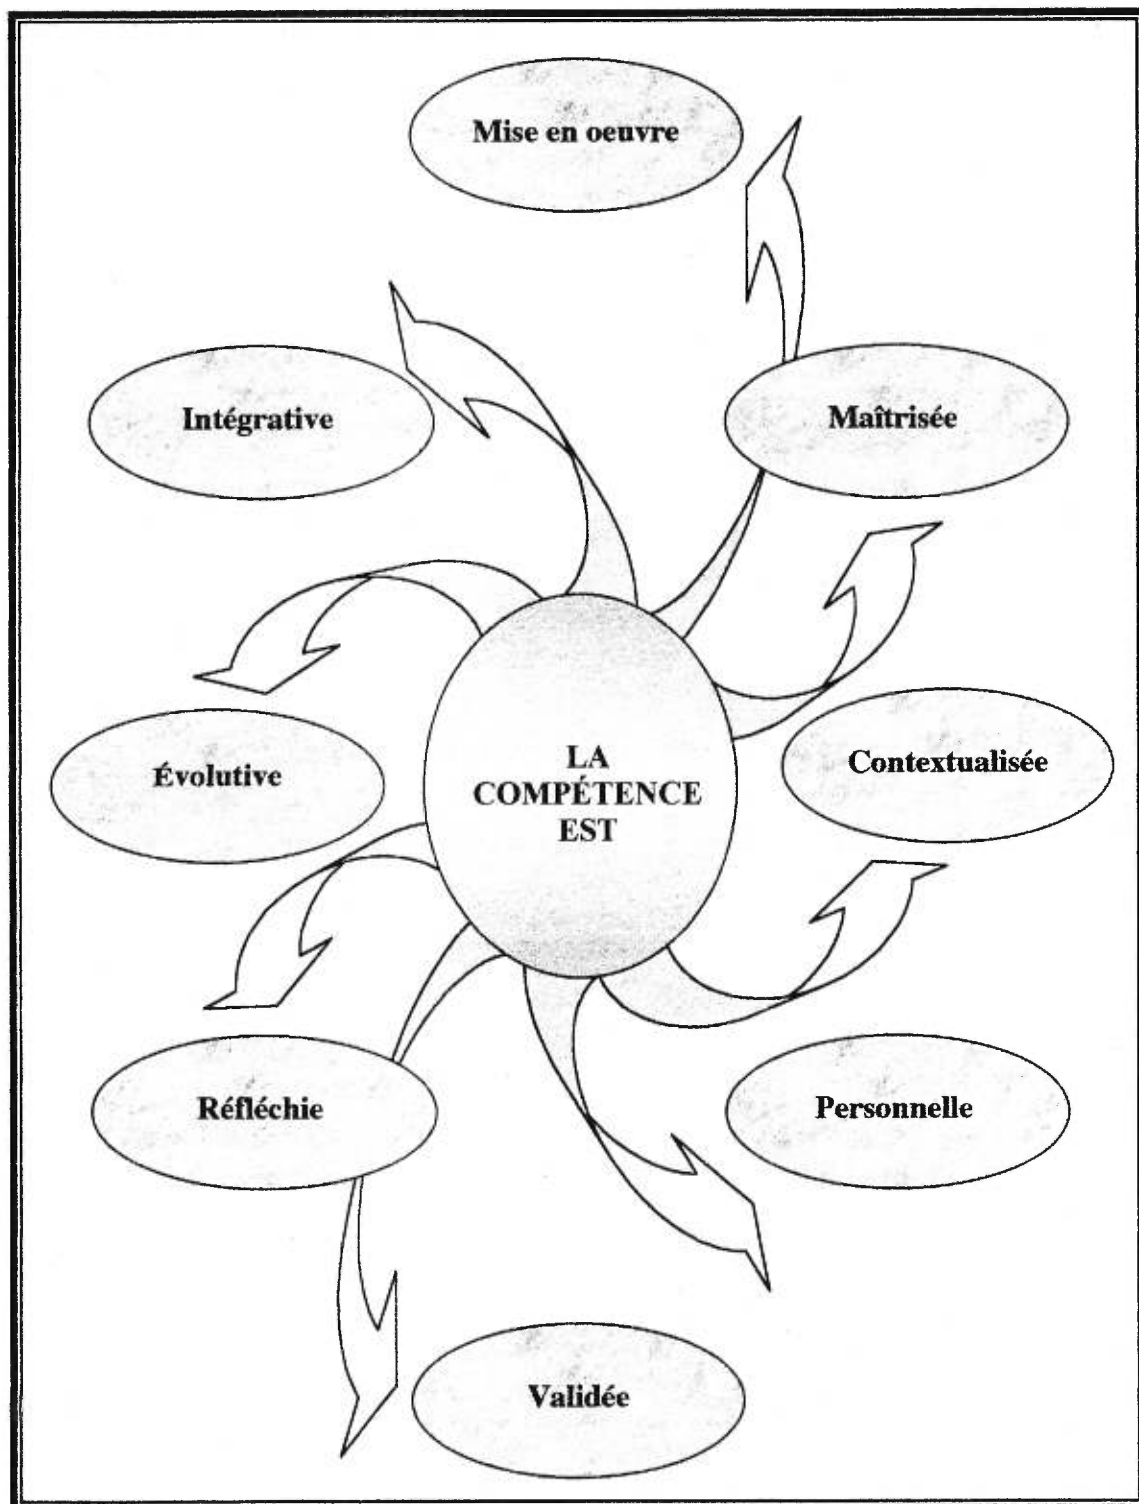 Mise en oeuvre
Intégrative
Maîtrisée
LA
COMPÉTENCE
EST
Évolutive
Contextualisée
Réfléchie
Personnelle
Validée